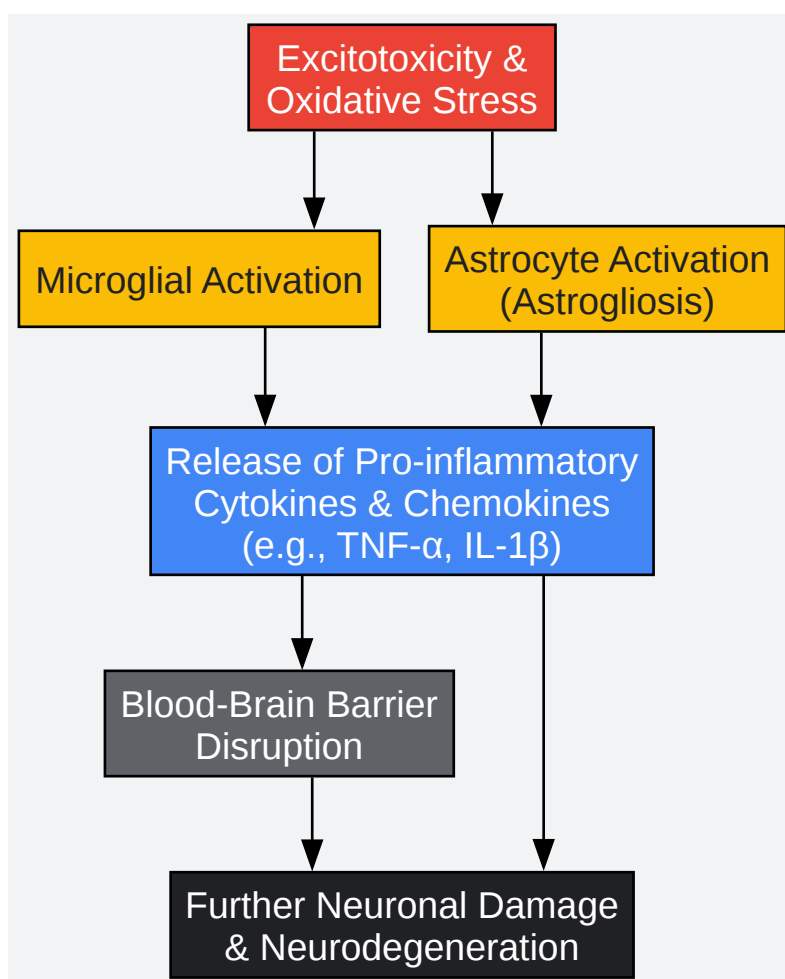 Excitotoxicity &
Oxidative Stress
Microglial Activation
Astrocyte Activation
(Astrogliosis)
Release of Pro-inflammatory
Cytokines & Chemokines
(e.g., TNF-α, IL-1β)
Blood-Brain Barrier
Disruption
Further Neuronal Damage
& Neurodegeneration